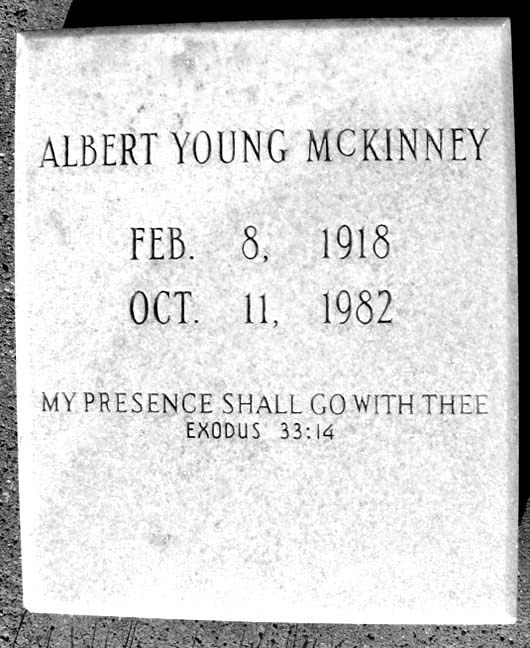 ALBERT YOUNG McKINNEY
FEB. 8, 1918
OCT. 11, 1982
MY PRESENCE SHALL GO WITH THEE
EXODUS 33:14